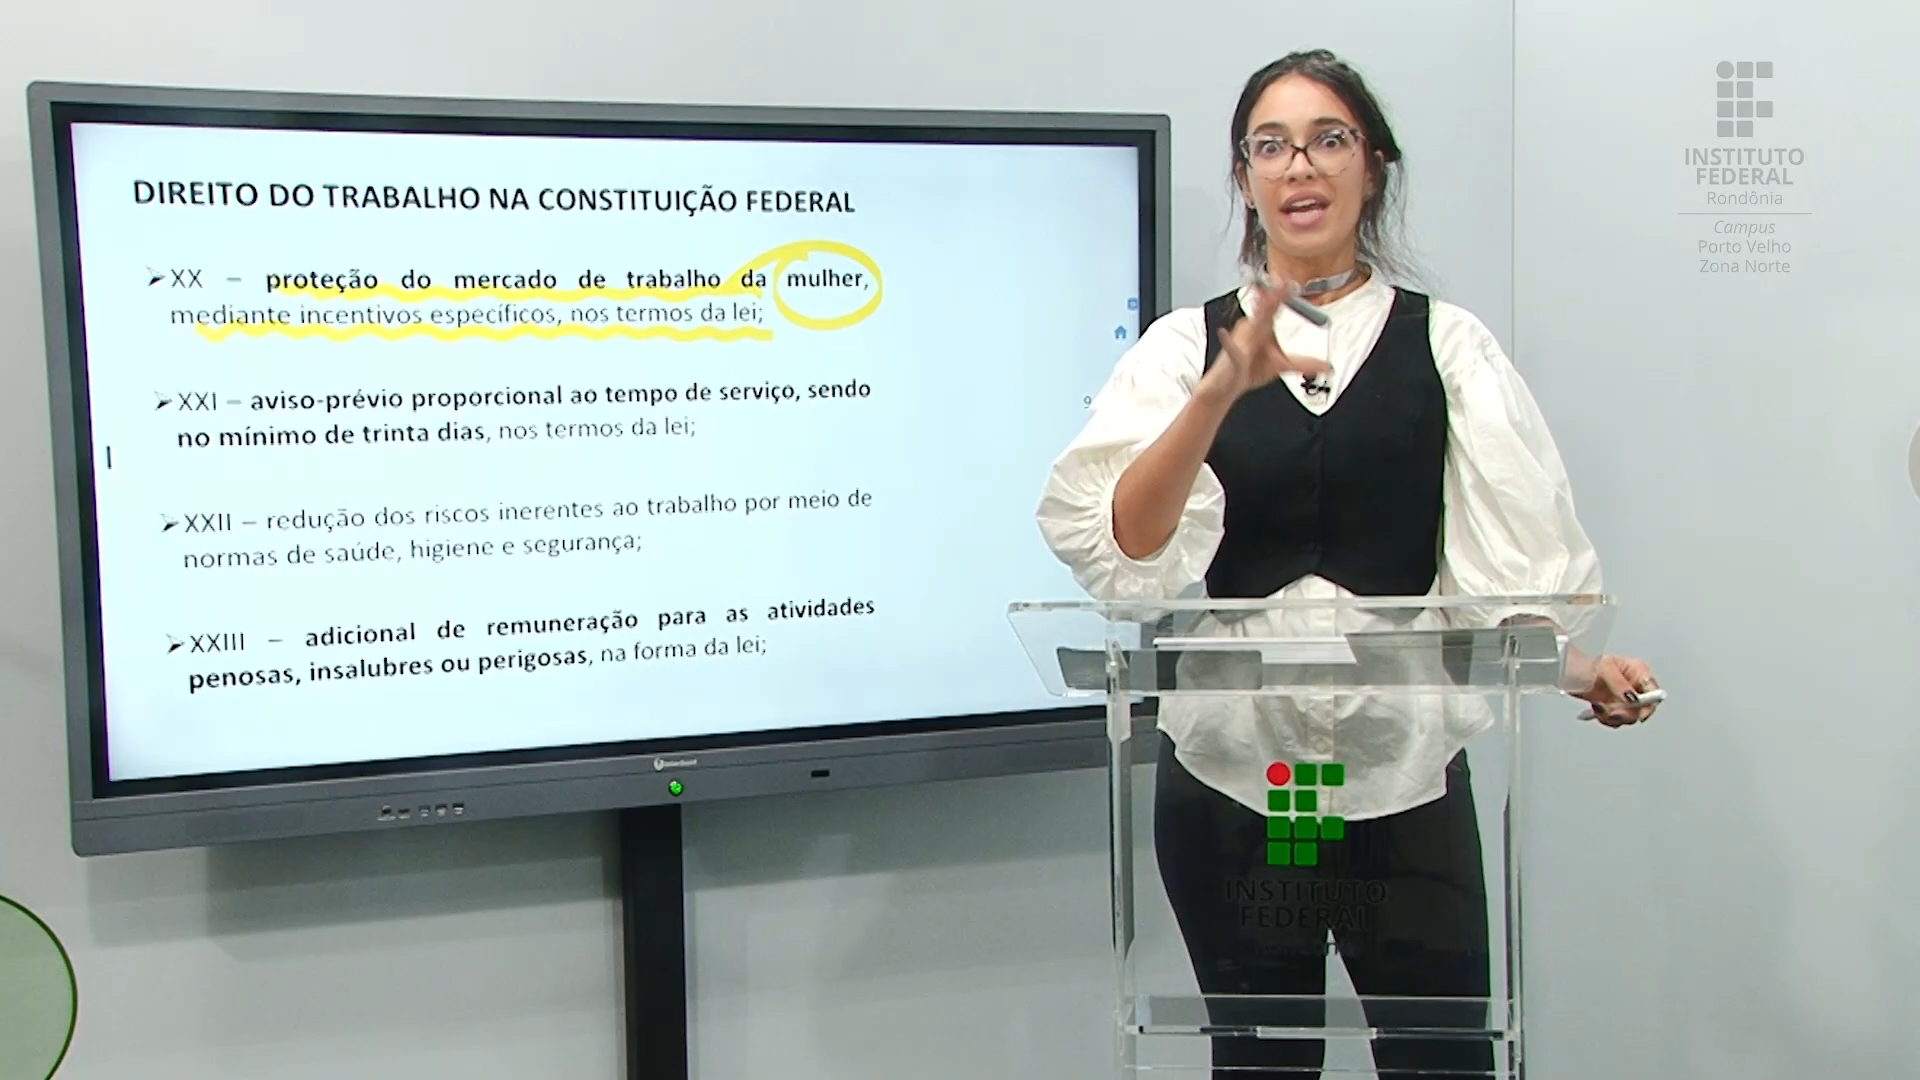 DIREITO DO TRABALHO NA CONSTITUIÇÃO FEDERAL
➢XX – proteção do mercado de trabalho da mulher,
mediante incentivos específicos, nos termos da lei;
➢XXI – aviso-prévio proporcional ao tempo de serviço, sendo
no mínimo de trinta dias, nos termos da lei;
➢XXII – redução dos riscos inerentes ao trabalho por meio de
normas de saúde, higiene e segurança;
➢XXIII – adicional de remuneração para as atividades
penosas, insalubres ou perigosas, na forma da lei;
9
INSTITUTO
FEDERAL
Rondônia
Campus
Porto Velho
Zona Norte
INSTITUTO
FEDERAL